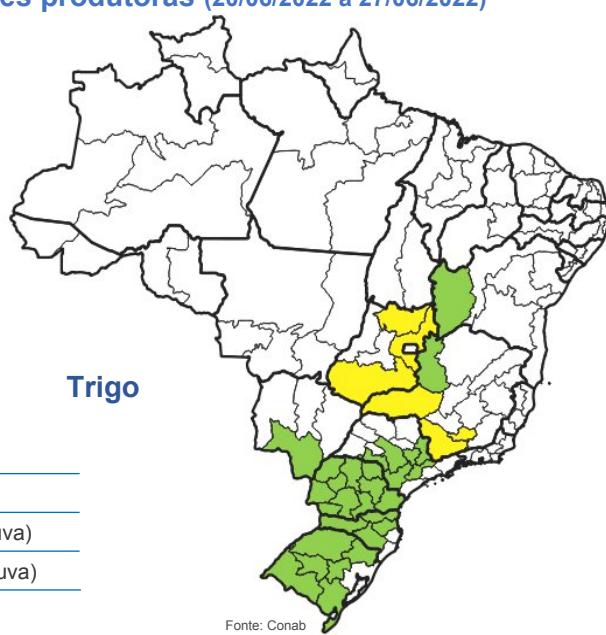 es produtoras (20/06/2022 a 27/06/2022)
Trigo
uva)
uva)
Fonte: Conab